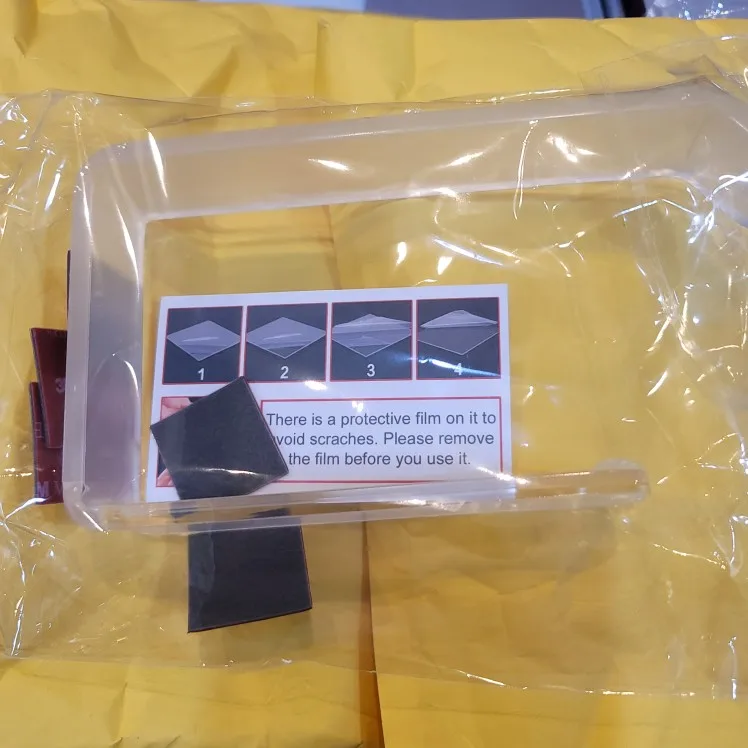 1 2 3 4
There is a protective film on it to
void scraches. Please remove
the film before you use it.
3
M